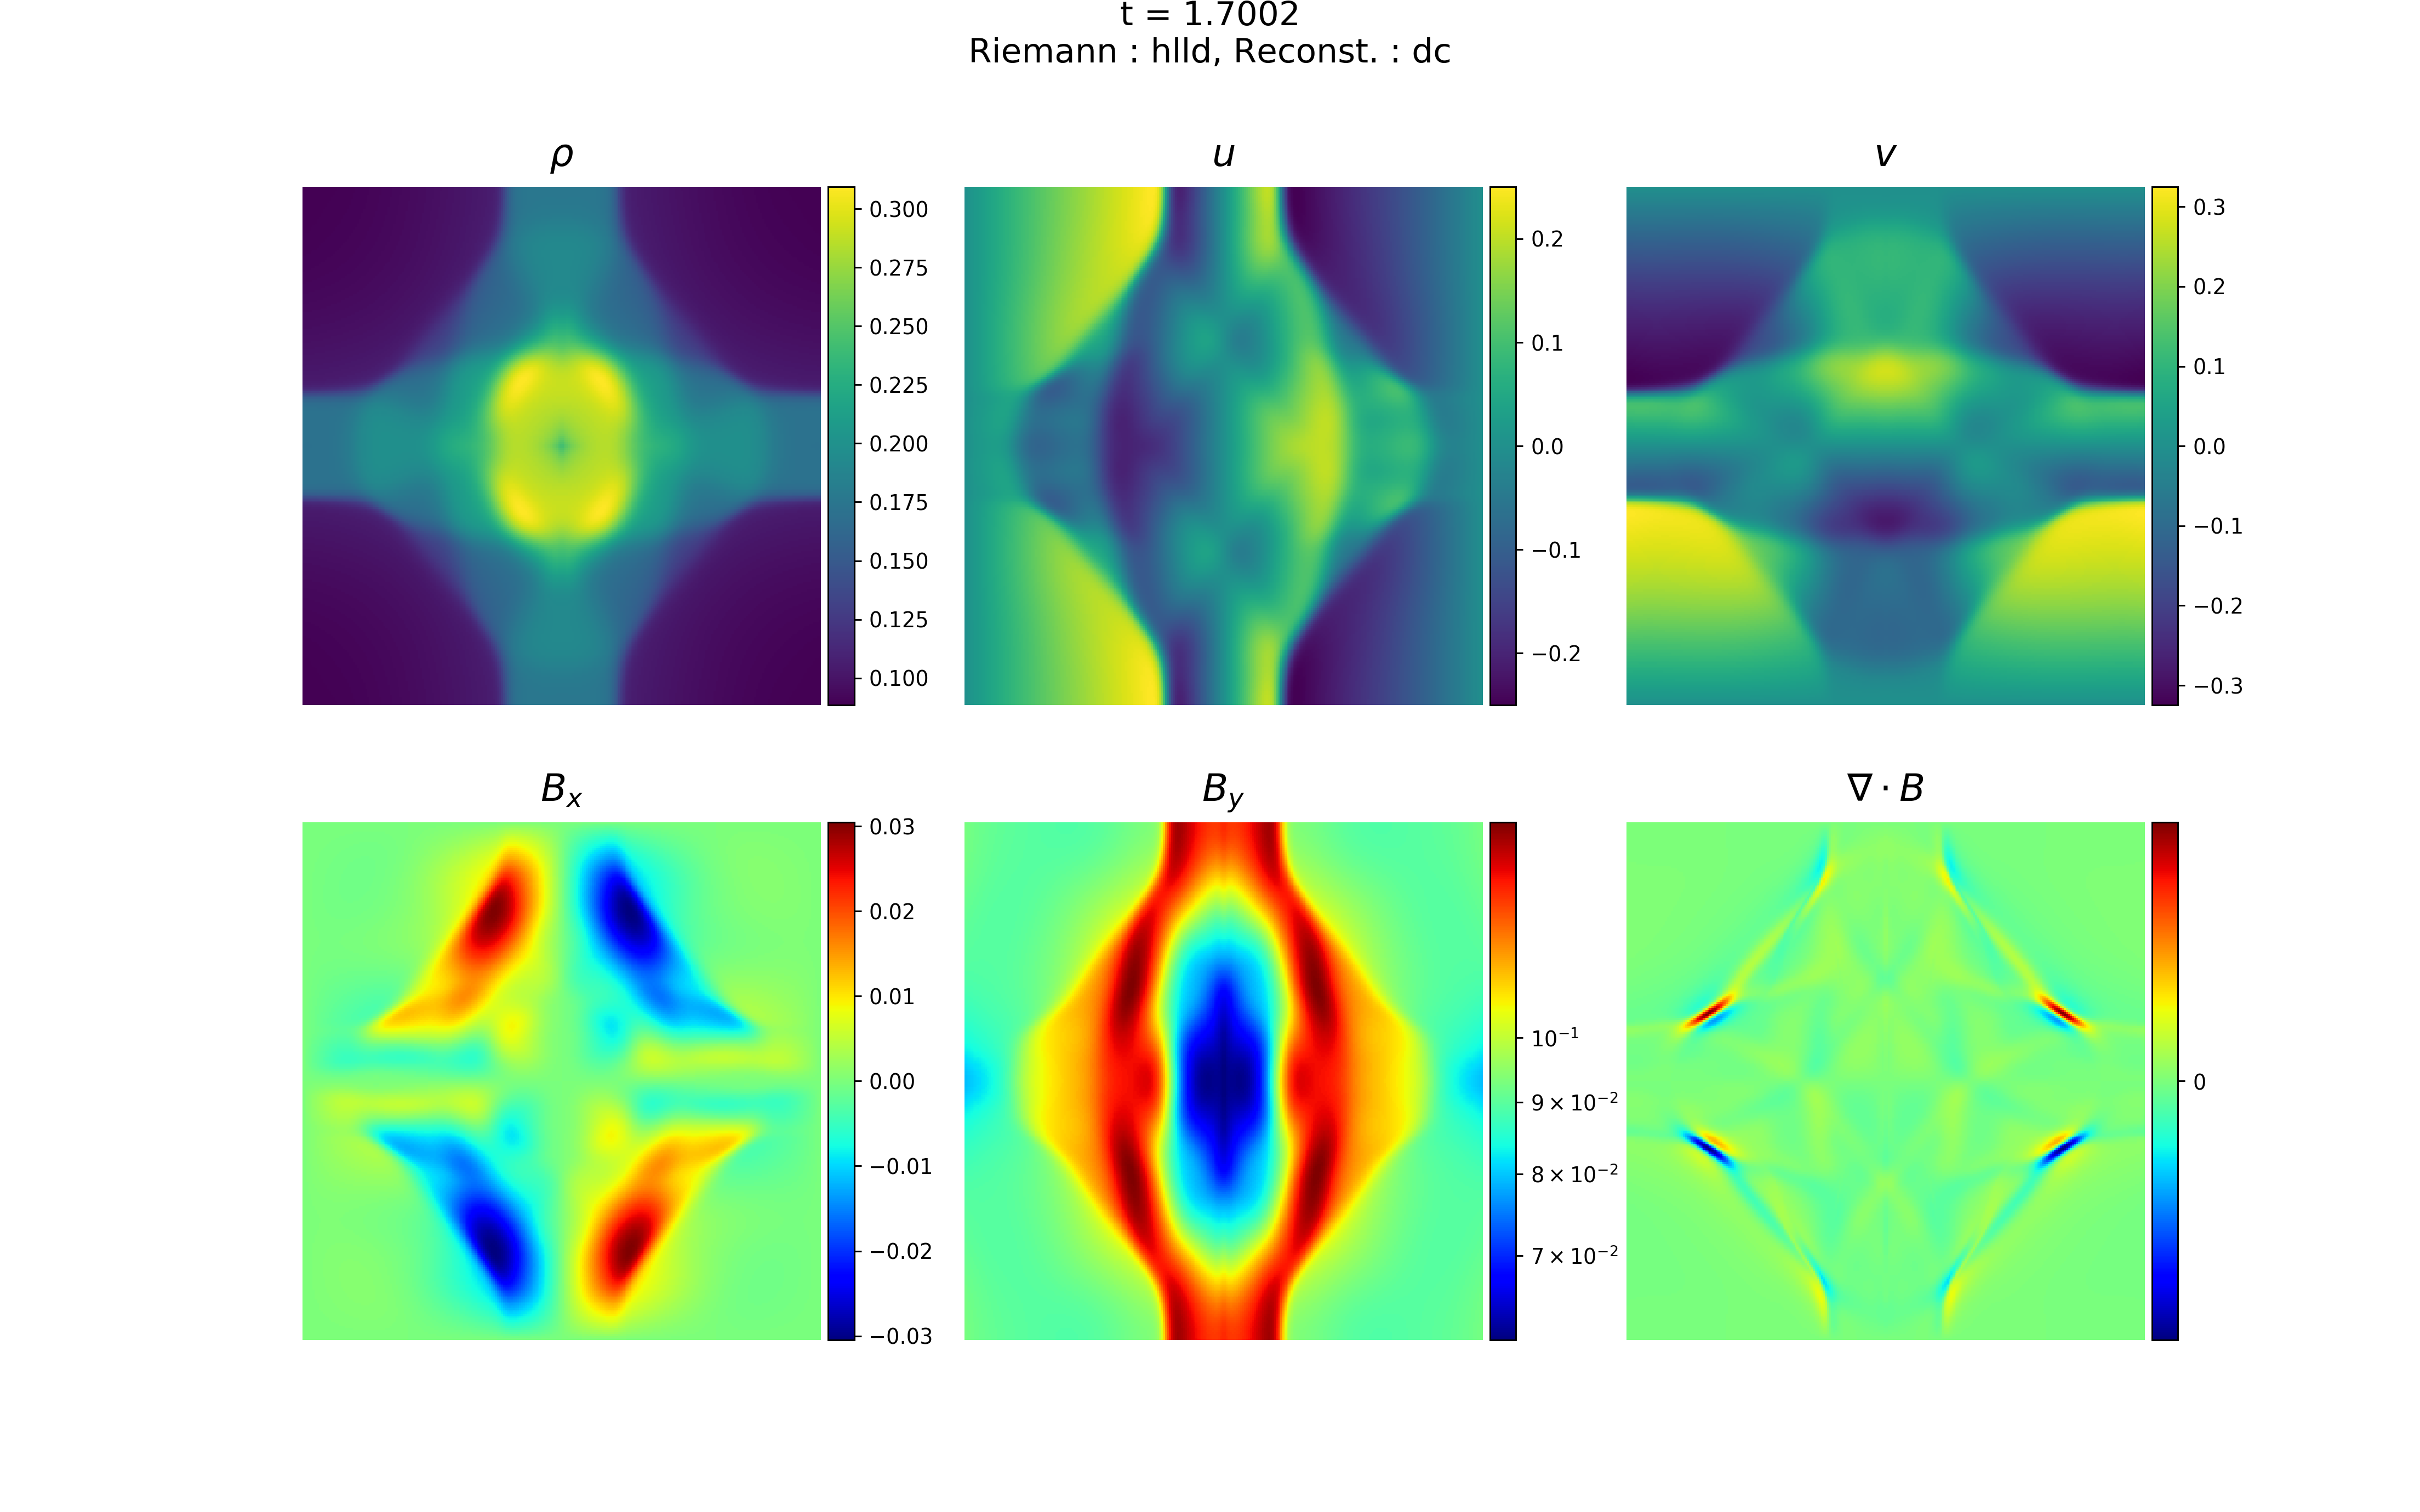 t = 1.7002
Riemann : hlld, Reconst. : dc
ρ
0.300
0.275
0.250
0.225
0.200
0.175
0.150
0.125
0.100
u
0.2
0.1
0.0
−0.1
−0.2
v
0.3
0.2
0.1
0.0
−0.1
−0.2
−0.3
Bₓ
0.03
0.02
0.01
0.00
−0.01
−0.02
−0.03
B_y
10⁻¹
9 × 10⁻²
8 × 10⁻²
7 × 10⁻²
∇ · B
0